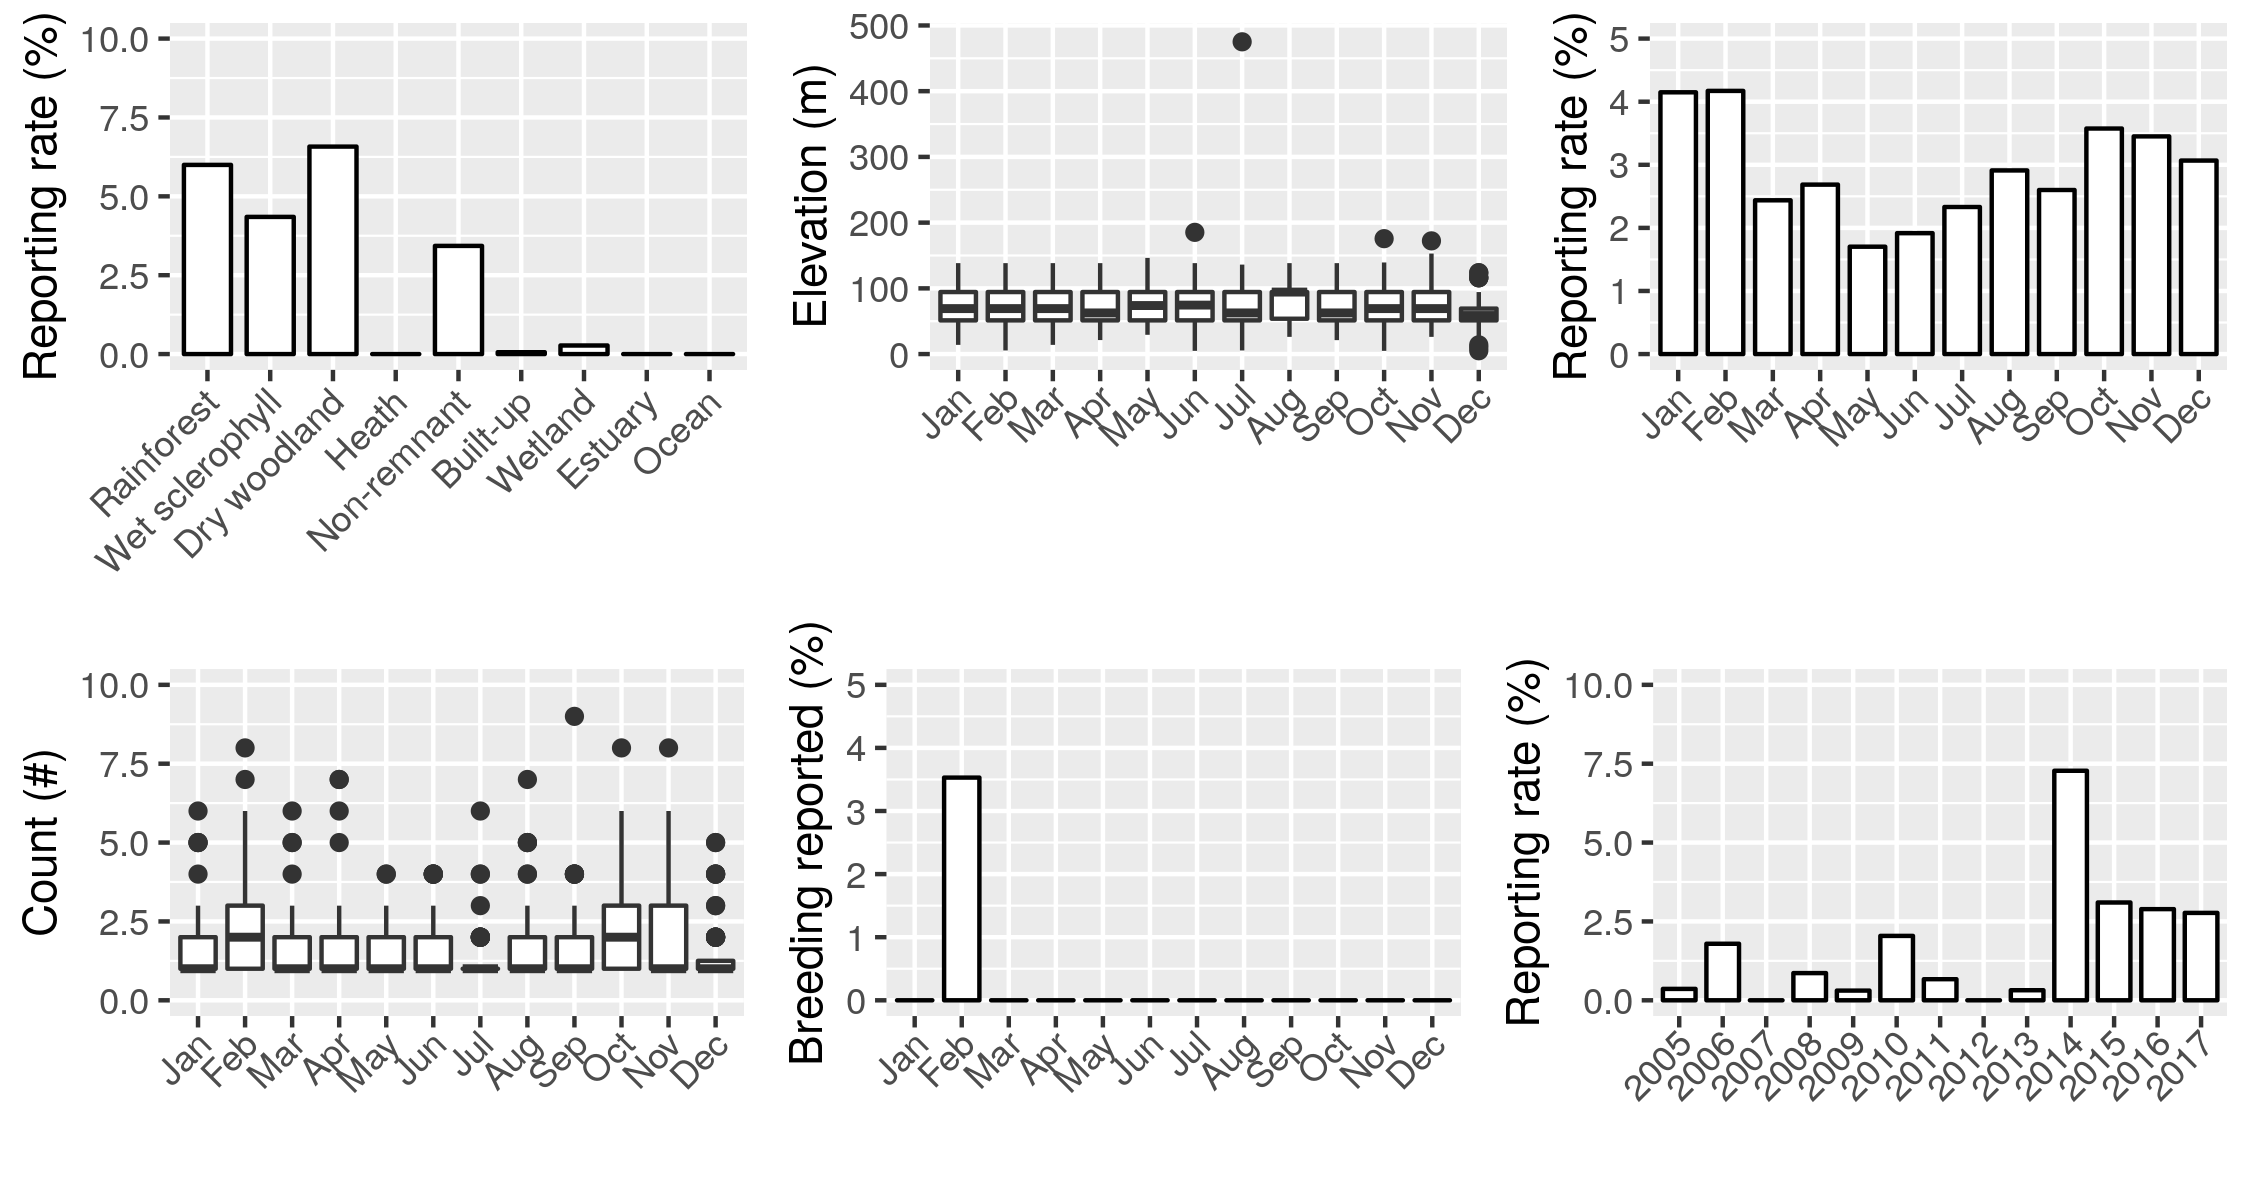 Reporting rate (%)
10.0
7.5
5.0
2.5
0.0
Rainforest
Wet sclerophyll
Dry woodland
Heath
Non-remnant
Built-up
Wetland
Estuary
Ocean
Elevation (m)
500
400
300
200
100
0
Jan
Feb
Mar
Apr
May
Jun
Jul
Aug
Sep
Oct
Nov
Dec
Reporting rate (%)
5
4
3
2
1
0
Jan
Feb
Mar
Apr
May
Jun
Jul
Aug
Sep
Oct
Nov
Dec
Count (#)
10.0
7.5
5.0
2.5
0.0
Jan
Feb
Mar
Apr
May
Jun
Jul
Aug
Sep
Oct
Nov
Dec
Breeding reported (%)
5
4
3
2
1
0
Jan
Feb
Mar
Apr
May
Jun
Jul
Aug
Sep
Oct
Nov
Dec
Reporting rate (%)
10.0
7.5
5.0
2.5
0.0
2005
2006
2007
2008
2009
2010
2011
2012
2013
2014
2015
2016
2017